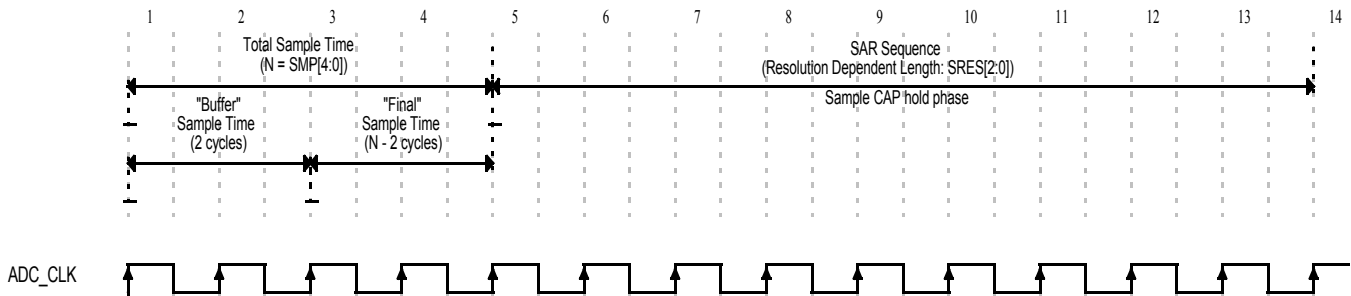 1 2 3 4 5 6 7 8 9 10 11 12 13 14
Total Sample Time
(N = SMP[4:0])
SAR Sequence
(Resolution Dependent Length: SRES[2:0])
Sample CAP hold phase
"Buffer"
Sample Time
(2 cycles)
"Final"
Sample Time
(N - 2 cycles)
ADC_CLK